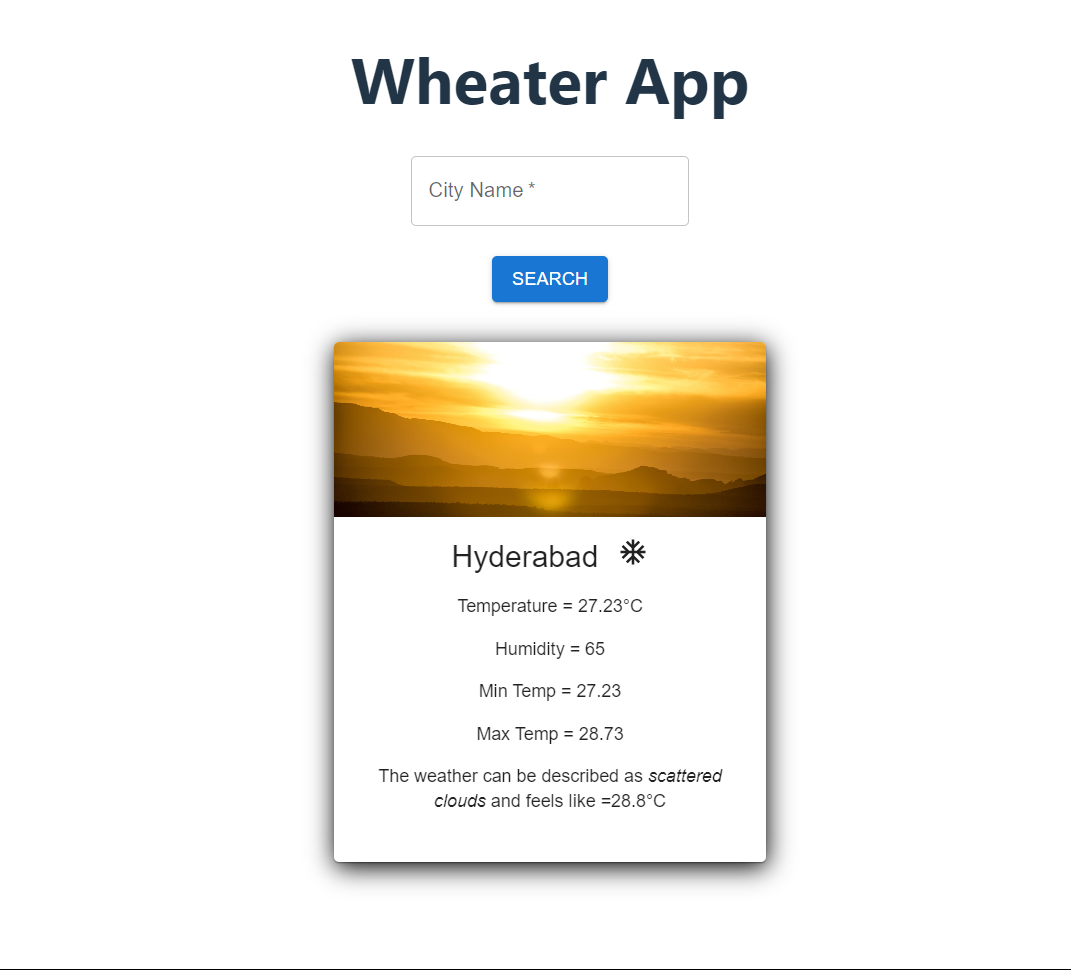 Wheater App
City Name *
SEARCH
Hyderabad
Temperature = 27.23°C
Humidity = 65
Min Temp = 27.23
Max Temp = 28.73
The weather can be described as scattered
clouds and feels like =28.8°C